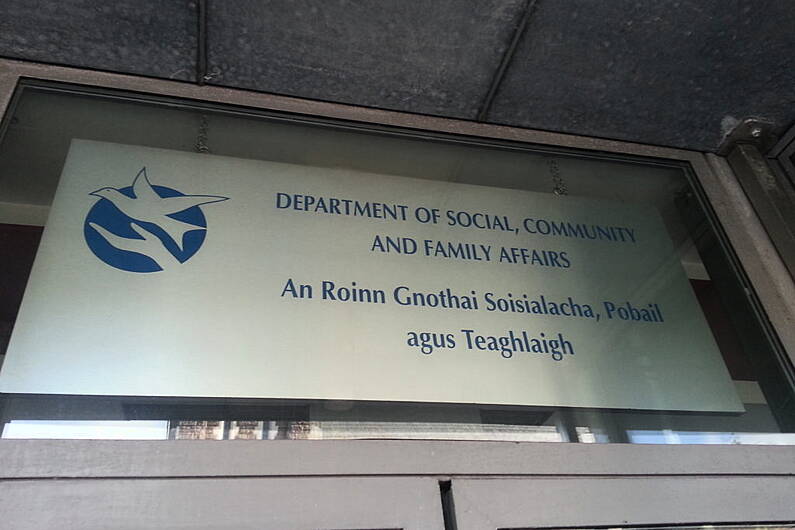 DEPARTMENT OF SOCIAL, COMMUNITY
AND FAMILY AFFAIRS
An Roinn Gnothai Soisialacha, Pobail
agus Teaghlaigh